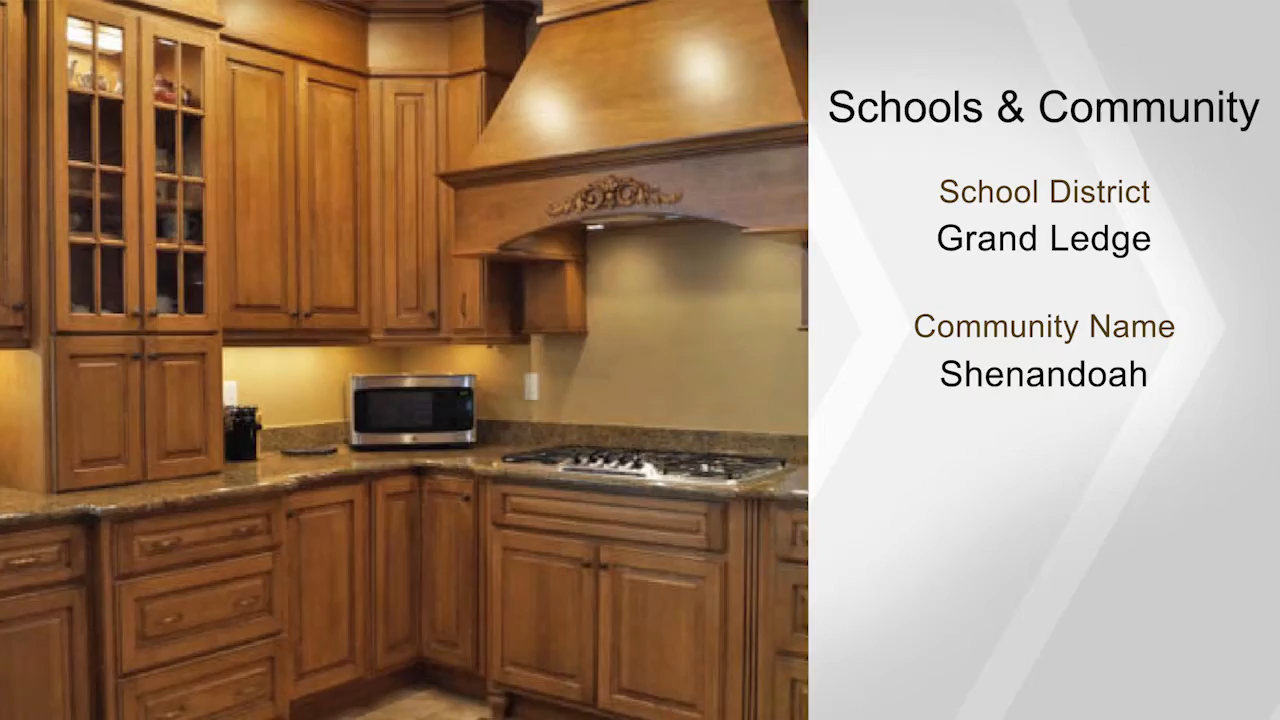 Schools & Community
School District
Grand Ledge
Community Name
Shenandoah